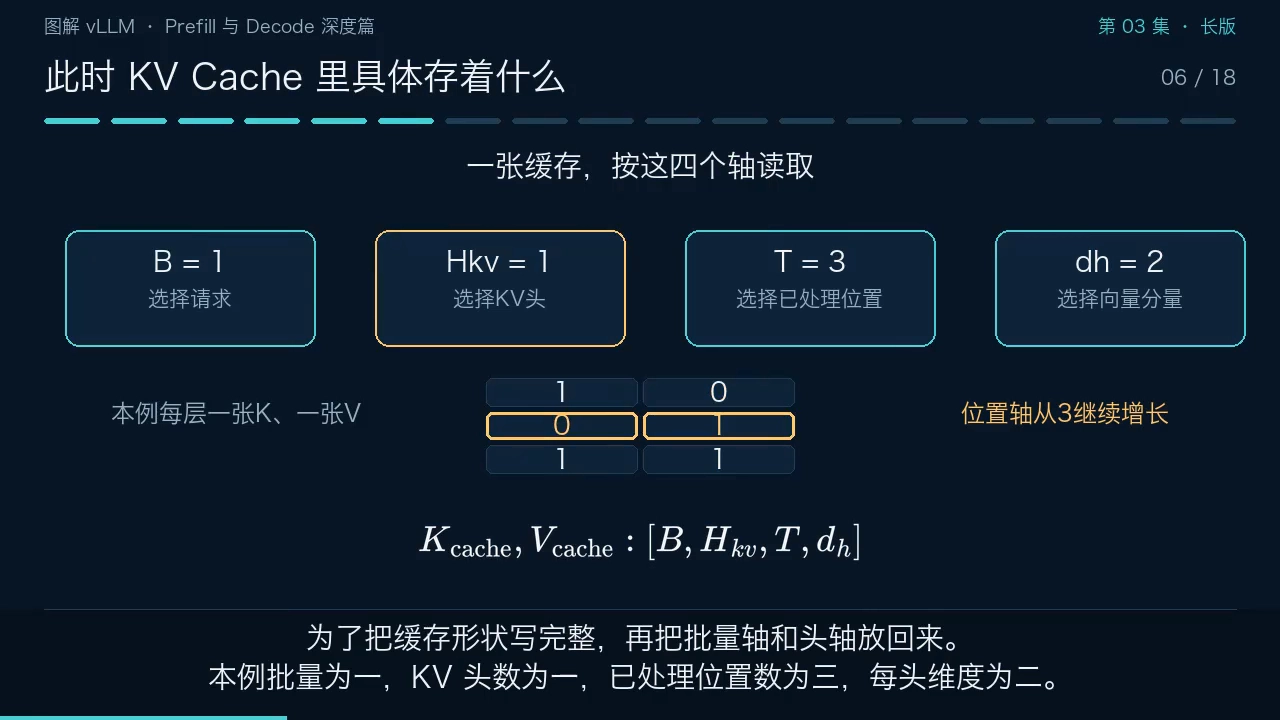 图解 vLLM · Prefill 与 Decode 深度篇
第 03 集 · 长版
此时 KV Cache 里具体存着什么
06 / 18
一张缓存，按这四个轴读取
B = 1
选择请求
Hkv = 1
选择KV头
T = 3
选择已处理位置
dh = 2
选择向量分量
本例每层一张K、一张V
1 0
0 1
1 1
位置轴从3继续增长
K_cache, V_cache : [B, H_kv, T, d_h]
为了把缓存形状写完整，再把批量轴和头轴放回来。
本例批量为一，KV 头数为一，已处理位置数为三，每头维度为二。